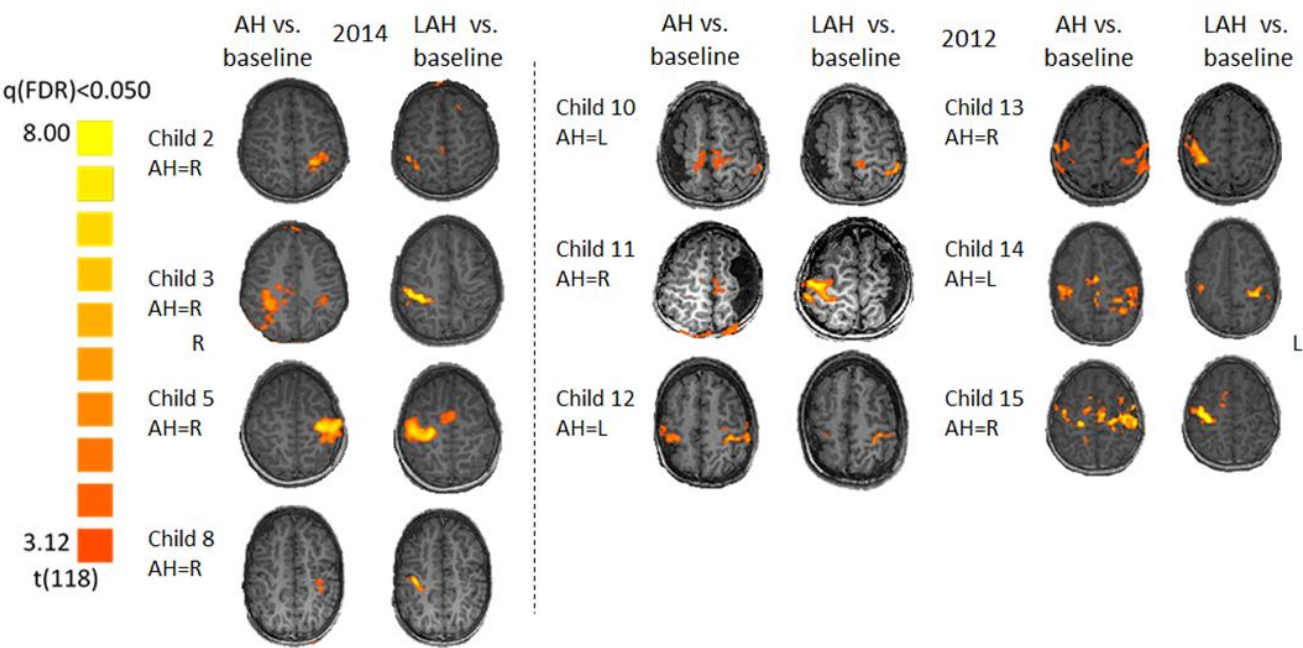 AH vs.
baseline
2014
LAH vs.
baseline
AH vs.
baseline
LAH vs.
baseline
2012
AH vs.
baseline
LAH vs.
baseline
q(FDR)<0.050
8.00
3.12
t(118)
Child 2
AH=R
Child 3
AH=R
R
Child 5
AH=R
Child 8
AH=R
Child 10
AH=L
Child 11
AH=R
Child 12
AH=L
Child 13
AH=R
Child 14
AH=L
L
Child 15
AH=R